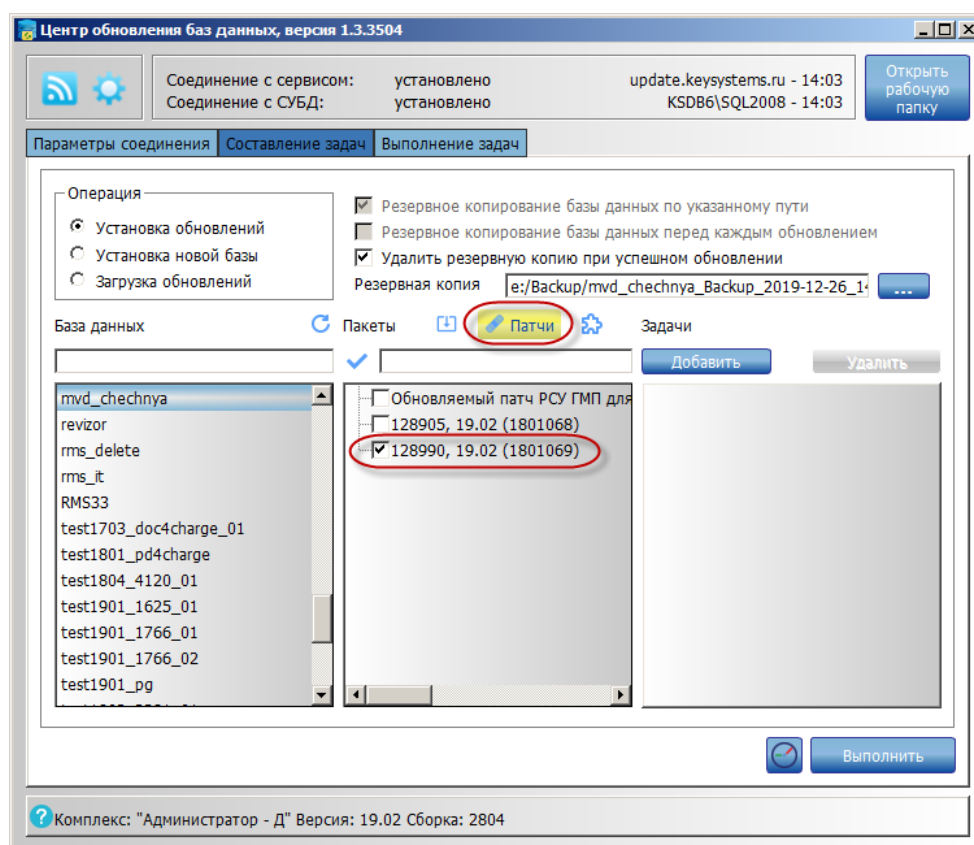 Центр обновления баз данных, версия 1.3.3504
Соединение с сервисом: установлено update.keysystems.ru - 14:03
Соединение с СУБД: установлено KSDB6\SQL2008 - 14:03
Открыть
рабочую
папку
Параметры соединения Составление задач Выполнение задач
Операция
Установка обновлений
Установка новой базы
Загрузка обновлений
Резервное копирование базы данных по указанному пути
Резервное копирование базы данных перед каждым обновлением
Удалить резервную копию при успешном обновлении
Резервная копия e:/Backup/mvd_chechnya_Backup_2019-12-26_14 ...
База данных Пакеты Патчи Задачи
Добавить Удалить
mvd_chechnya
revizor
rms_delete
rms_it
RMS33
test1703_doc4charge_01
test1801_pd4charge
test1804_4120_01
test1901_1625_01
test1901_1766_01
test1901_1766_02
test1901_pg
Обновляемый патч РСУ ГМП для
128905, 19.02 (1801068)
128990, 19.02 (1801069)
Выполнить
Комплекс: "Администратор - Д" Версия: 19.02 Сборка: 2804